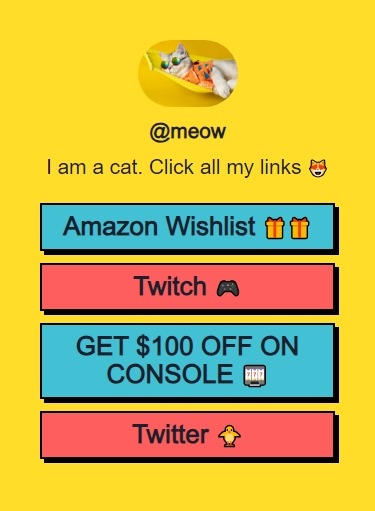 @meow
I am a cat. Click all my links 😻
Amazon Wishlist 🎁🎁
Twitch 🎮
GET $100 OFF ON
CONSOLE 🎰
Twitter 🐤